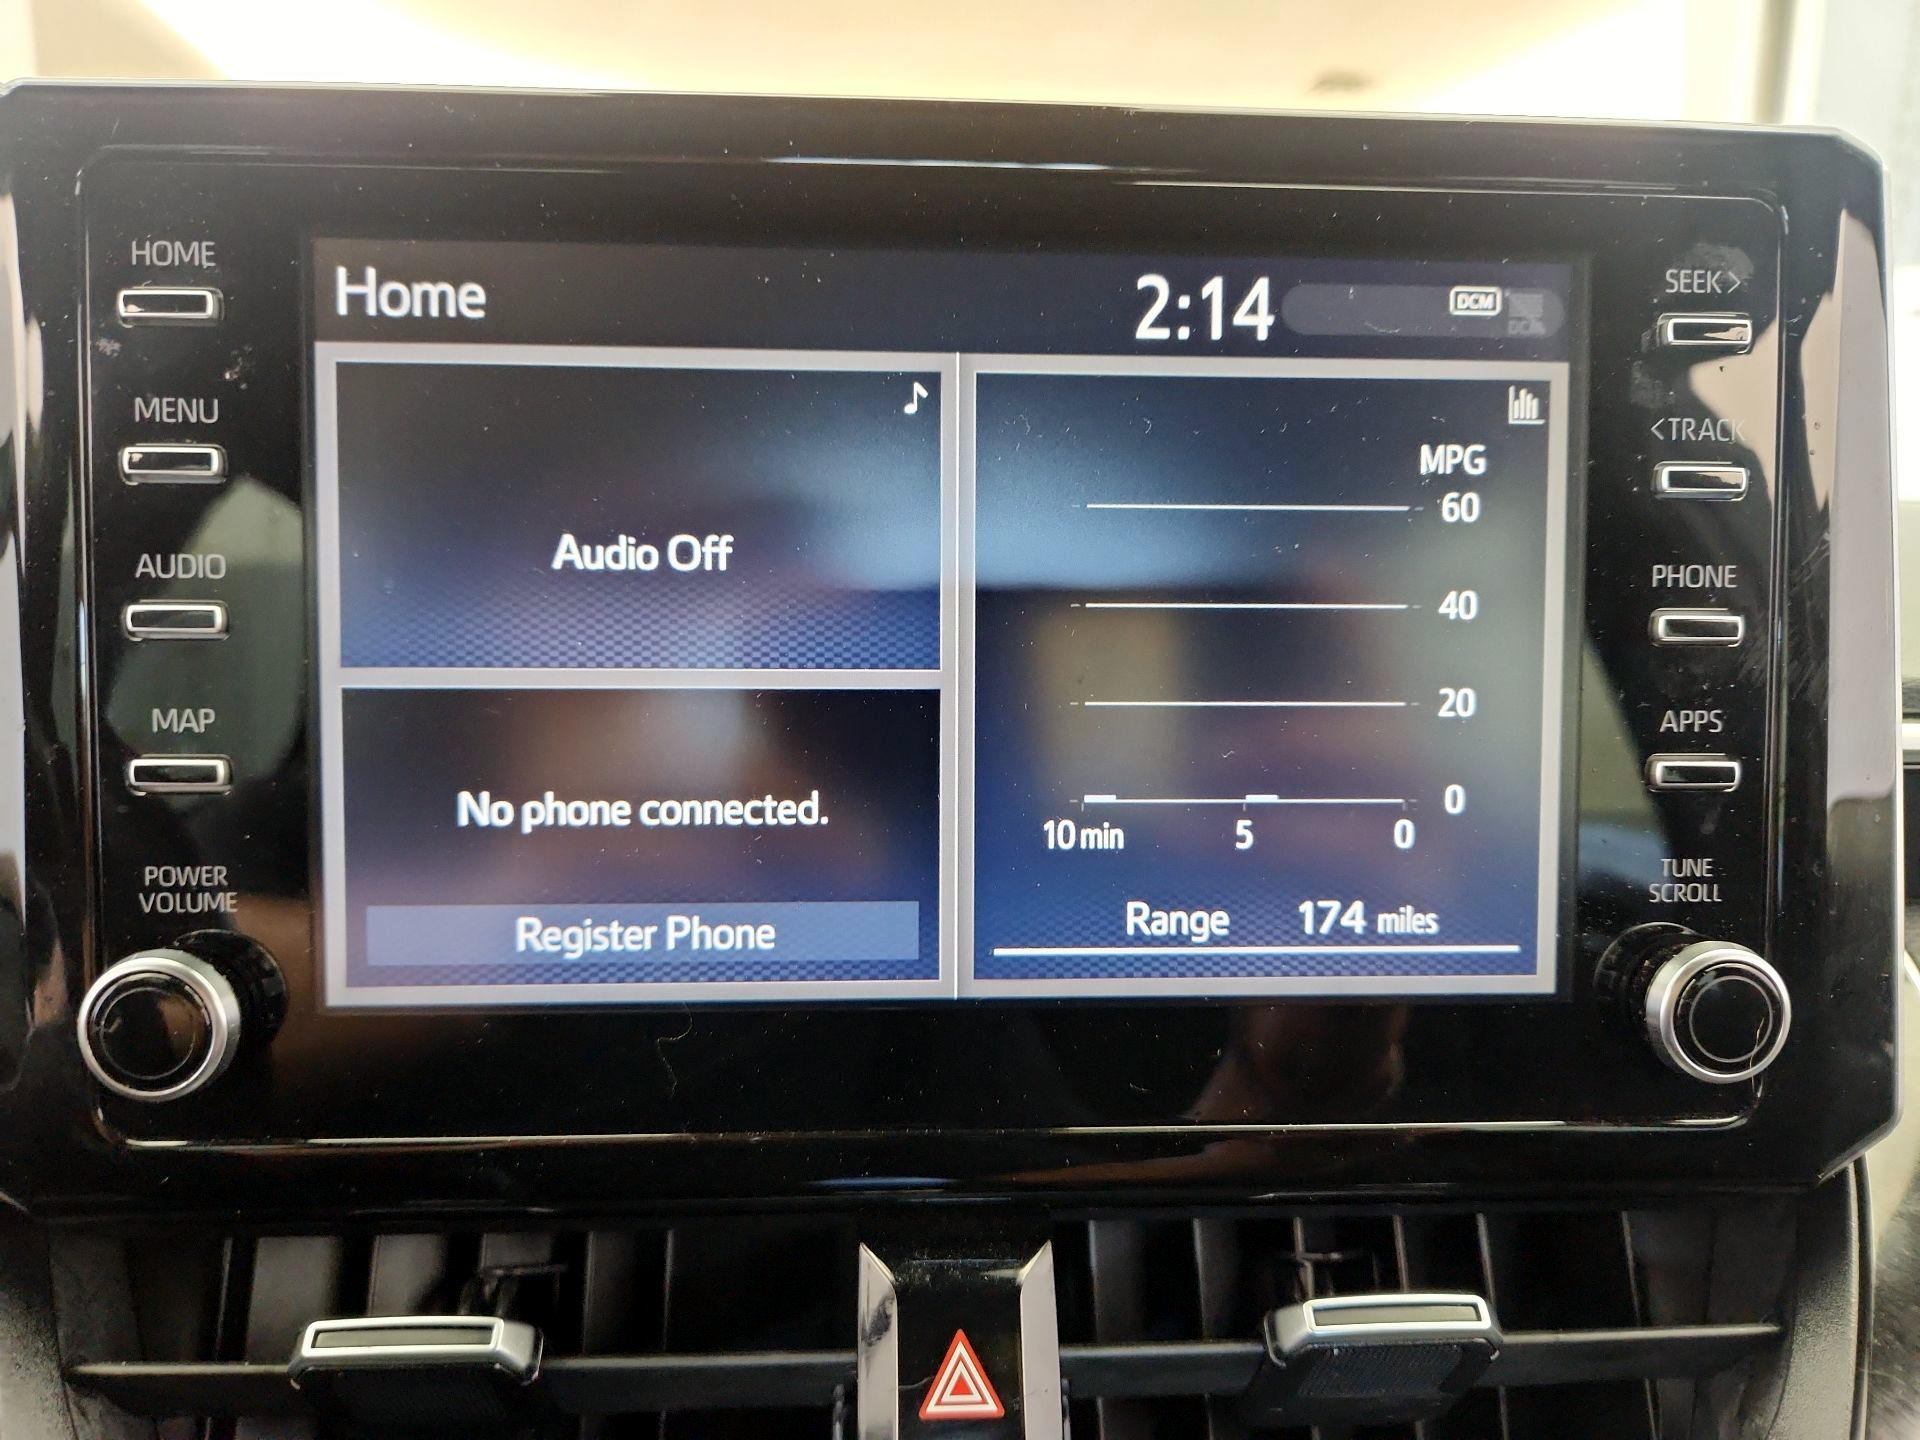 HOME
MENU
AUDIO
MAP
POWER
VOLUME
Home
2:14
DCM
Audio Off
No phone connected.
Register Phone
MPG
60
40
20
0
10 min 5 0
Range 174 miles
SEEK >
< TRACK
PHONE
APPS
TUNE
SCROLL